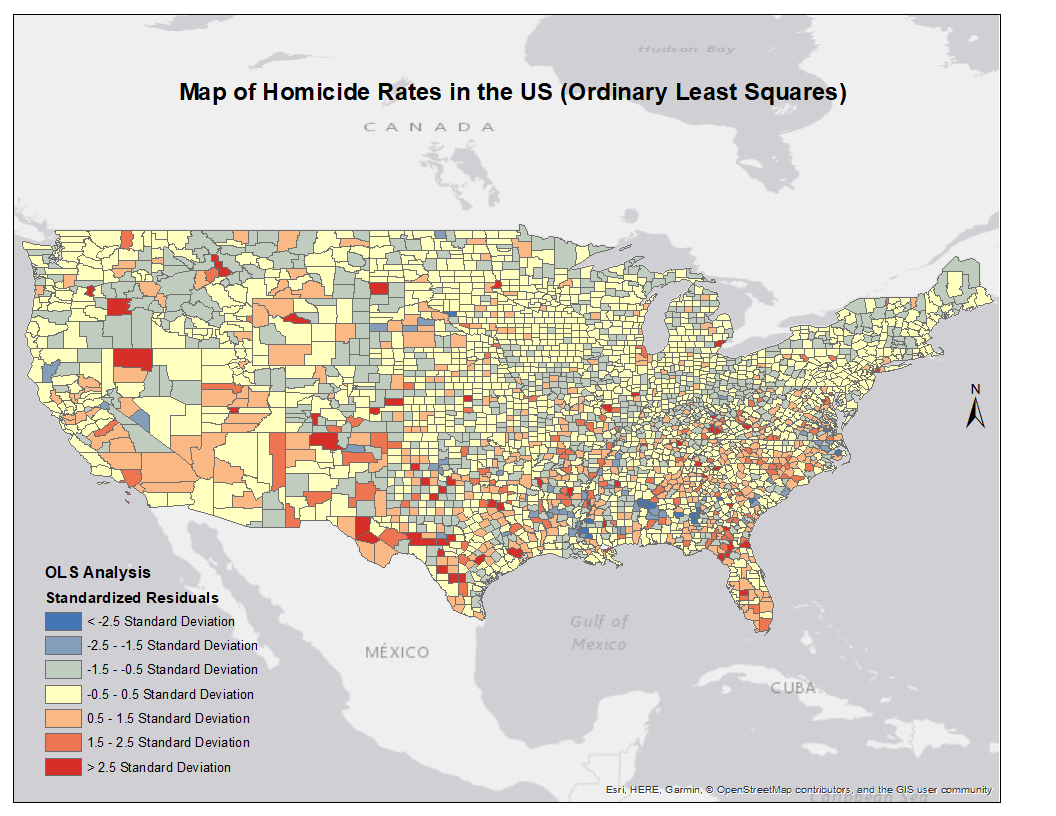 Hudson Bay
Map of Homicide Rates in the US (Ordinary Least Squares)
CANADA
N
OLS Analysis
Standardized Residuals
< -2.5 Standard Deviation
-2.5 - -1.5 Standard Deviation
-1.5 - -0.5 Standard Deviation
-0.5 - 0.5 Standard Deviation
0.5 - 1.5 Standard Deviation
1.5 - 2.5 Standard Deviation
> 2.5 Standard Deviation
Gulf of
Mexico
MÉXICO
CUBA
Esri, HERE, Garmin, © OpenStreetMap contributors, and the GIS user community
Caribbean Sea